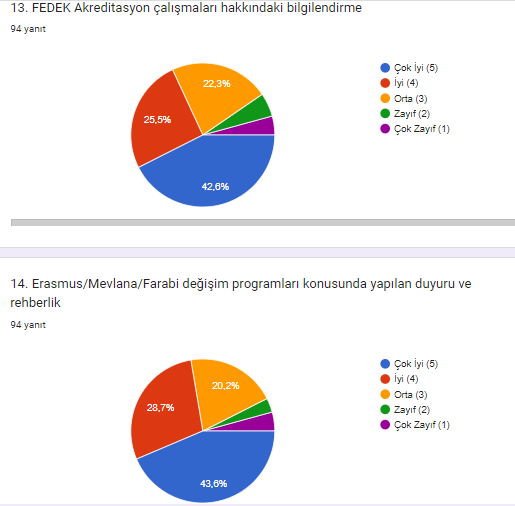 13. FEDEK Akreditasyon çalışmaları hakkındaki bilgilendirme
94 yanıt
Çok İyi (5)
İyi (4)
Orta (3)
Zayıf (2)
Çok Zayıf (1)
22,3%
25,5%
42,6%
14. Erasmus/Mevlana/Farabi değişim programları konusunda yapılan duyuru ve
rehberlik
94 yanıt
Çok İyi (5)
İyi (4)
Orta (3)
Zayıf (2)
Çok Zayıf (1)
20,2%
28,7%
43,6%